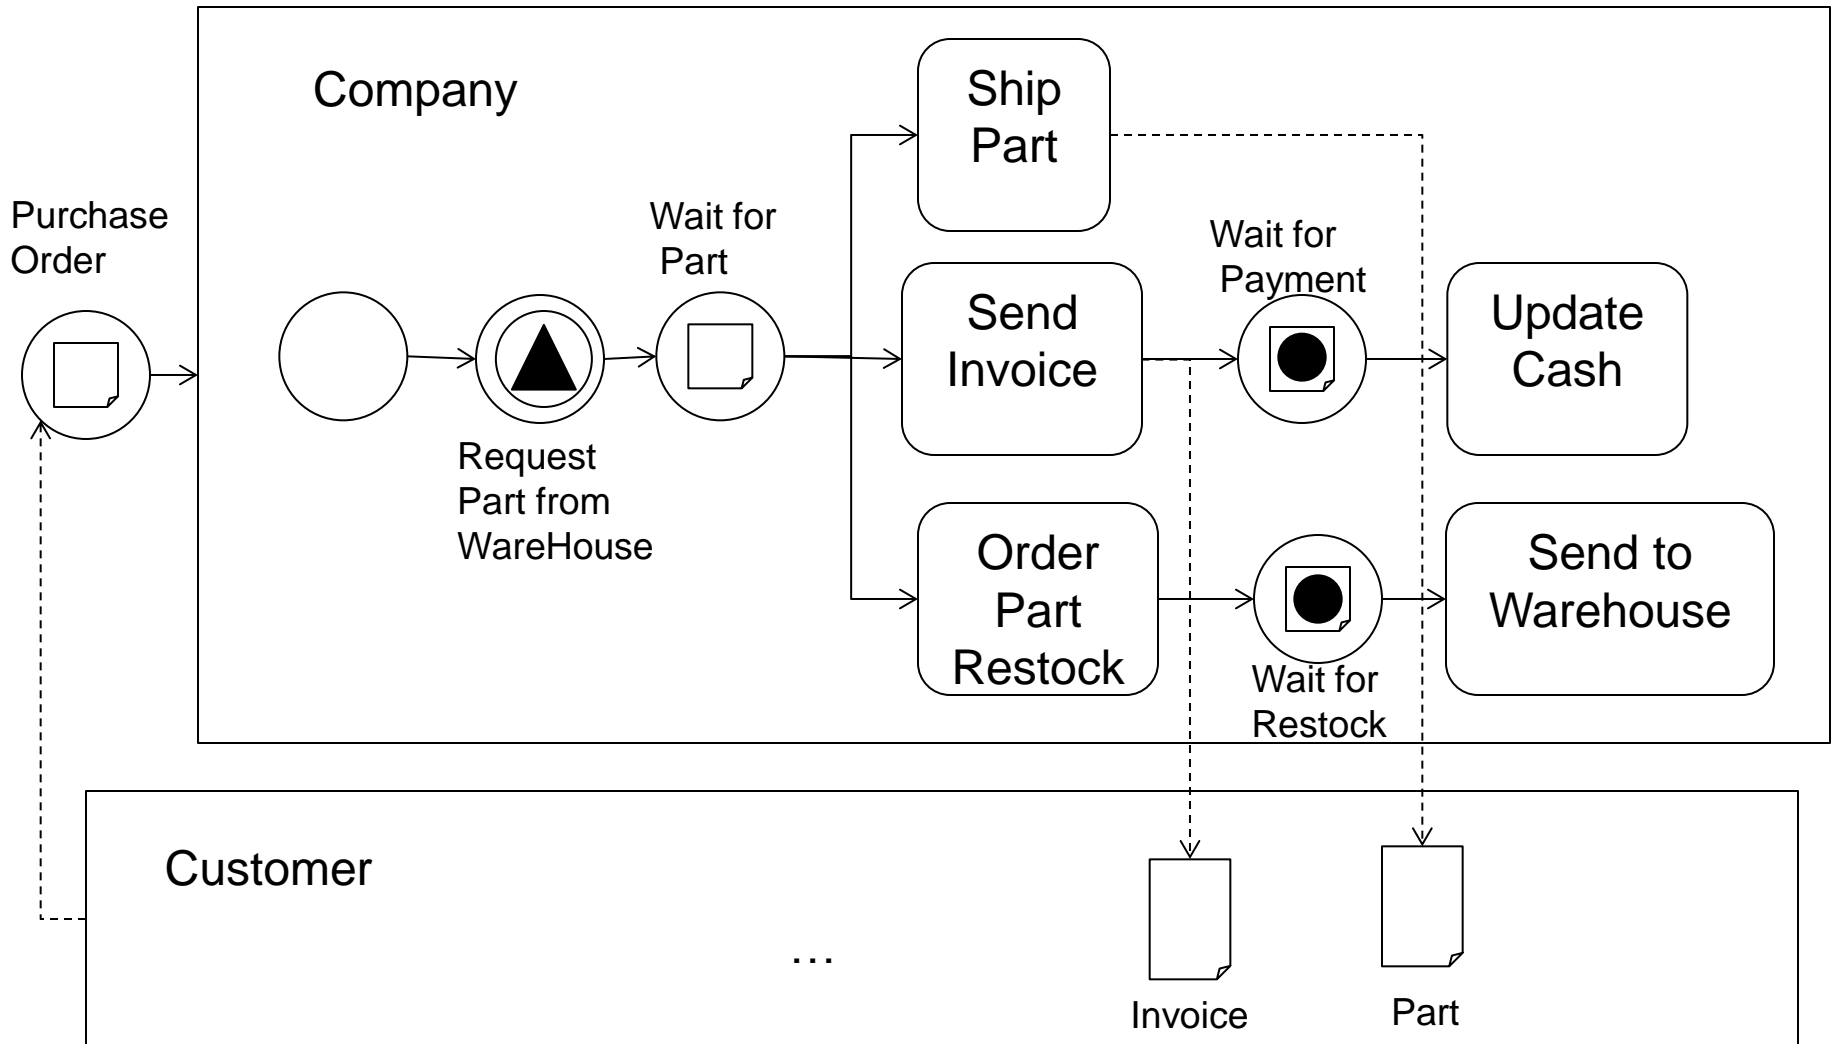 Company
Ship
Part
Purchase
Order
Wait for
Part
Wait for
Payment
Send
Invoice
Update
Cash
Request
Part from
WareHouse
Order
Part
Restock
Send to
Warehouse
Wait for
Restock
Customer
...
Invoice
Part